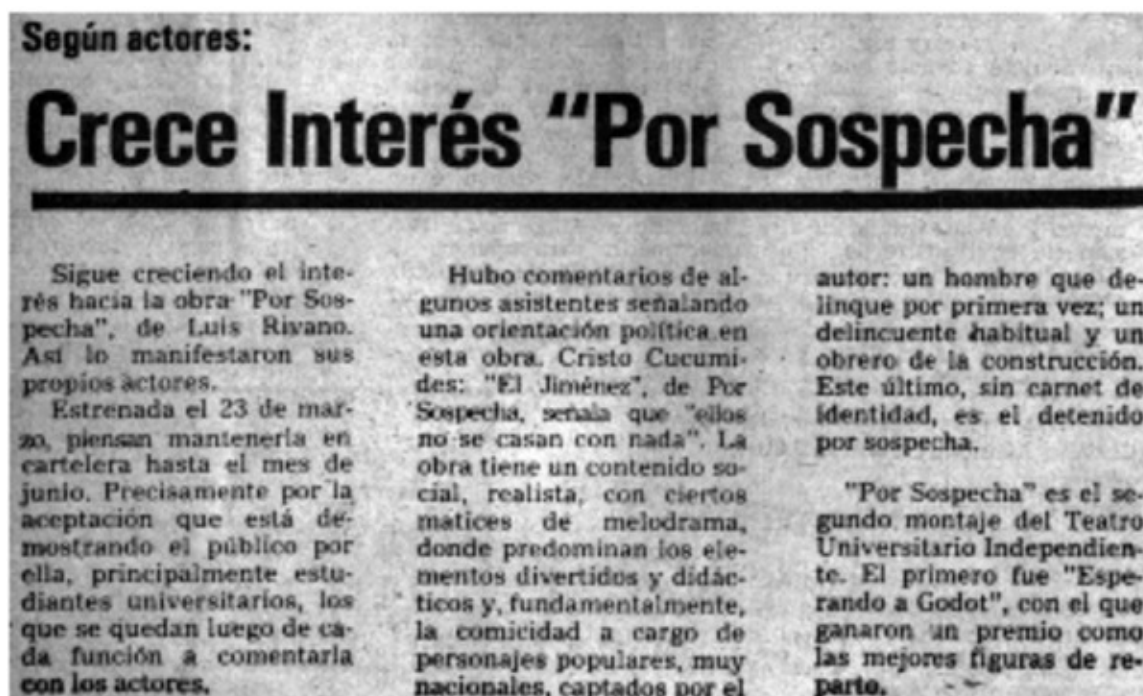 Según actores:
Crece Interés "Por Sospecha"
Sigue creciendo el inte-
rés hacia la obra "Por Sos-
pecha", de Luis Rivano.
Así lo manifestaron sus
propios actores.
Estrenada el 23 de mar-
zo, piensan mantenerla en
cartelera hasta el mes de
junio. Precisamente por la
aceptación que está de-
mostrando el público por
ella, principalmente estu-
diantes universitarios, los
que se quedan luego de ca-
da función a comentarla
con los actores.
Hubo comentarios de al-
gunos asistentes señalando
una orientación política en
esta obra. Cristo Cucumi-
des: "El Jiménez", de Por
Sospecha, señala que "ellos
no se casan con nada". La
obra tiene un contenido so-
cial, realista, con ciertos
matices de melodrama,
donde predominan los ele-
mentos divertidos y didác-
ticos y, fundamentalmente,
la comicidad a cargo de
personajes populares, muy
nacionales, captados por el
autor: un hombre que de-
linque por primera vez; un
delincuente habitual y un
obrero de la construcción.
Este último, sin carnet de
identidad, es el detenido
por sospecha.
"Por Sospecha" es el se-
gundo montaje del Teatro
Universitario Independien-
te. El primero fue "Espe-
rando a Godot", con el que
ganaron un premio como
las mejores figuras de re-
parto.